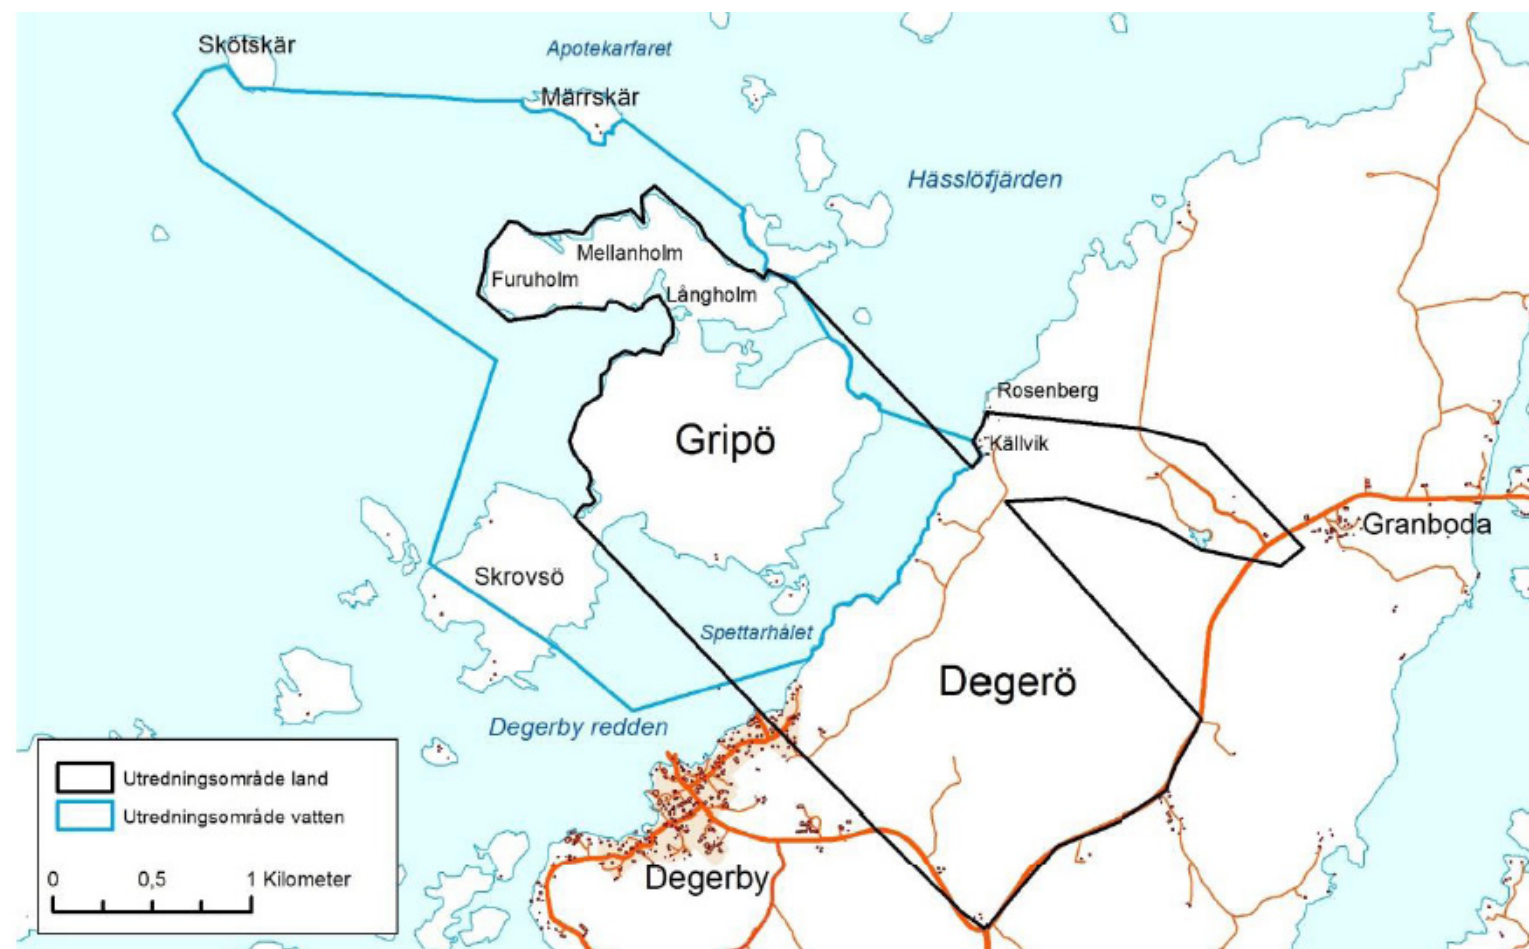 Skötskär
Apotekarfaret
Märrskär
Hässlöfjärden
Mellanholm
Furuholm
Långholm
Rosenberg
Gripö
Källvik
Granboda
Skrovsö
Spettarhålet
Degerö
Degerby redden
Utredningsområde land
Utredningsområde vatten
Degerby
0 0,5 1 Kilometer